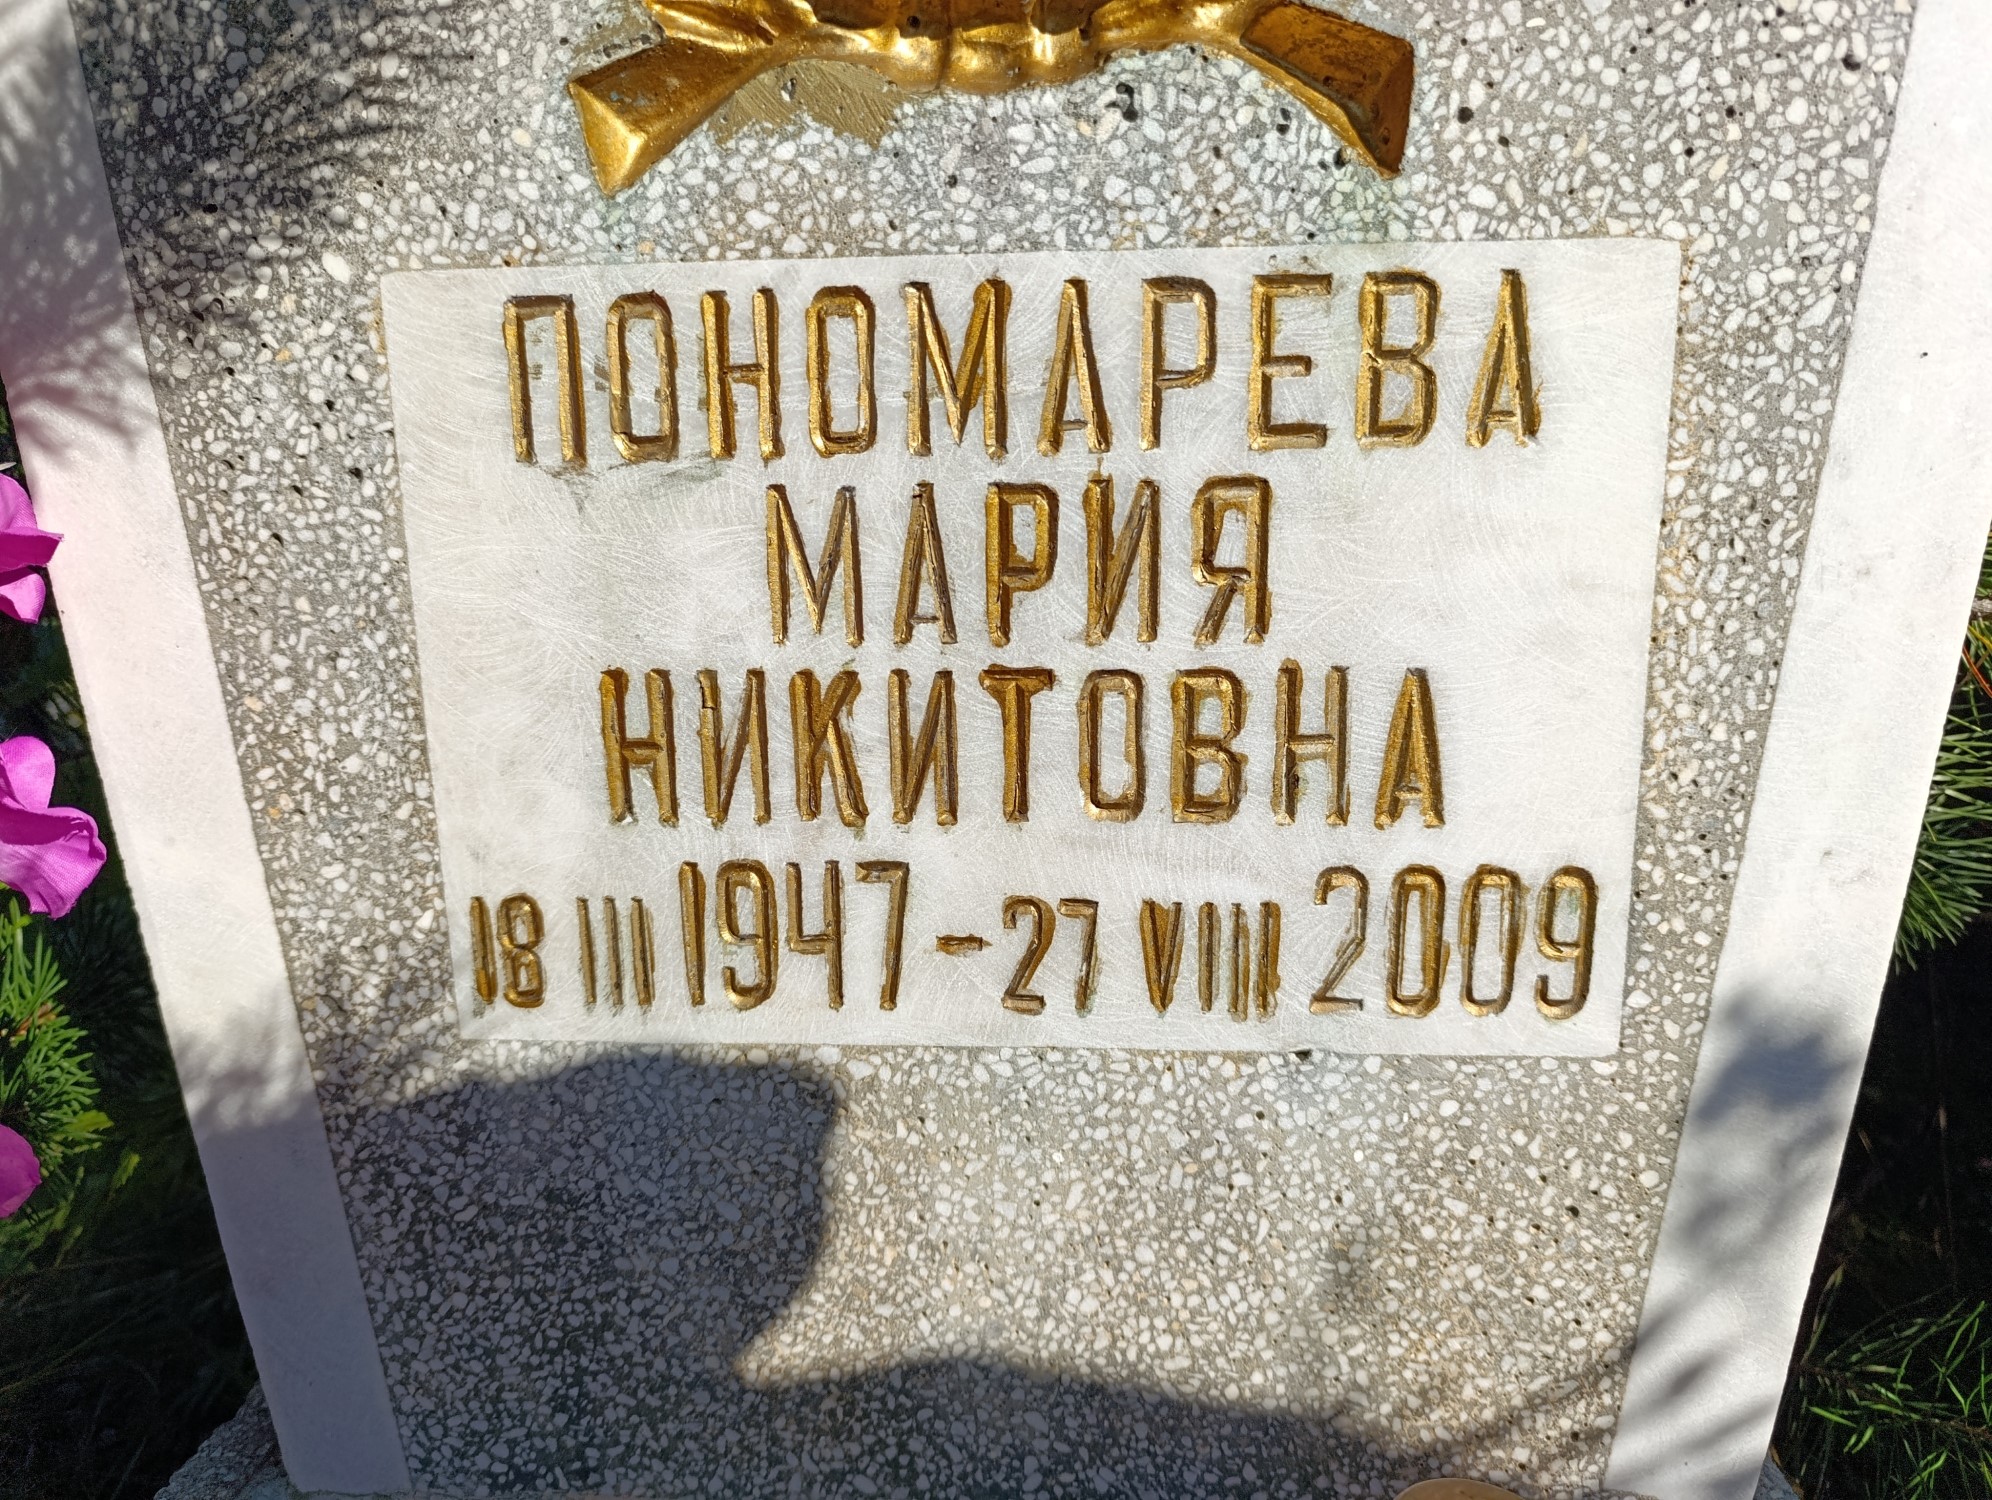 ПОНОМАРЕВА
МАРИЯ
НИКИТОВНА
18 III 1947 - 27 VIII 2009